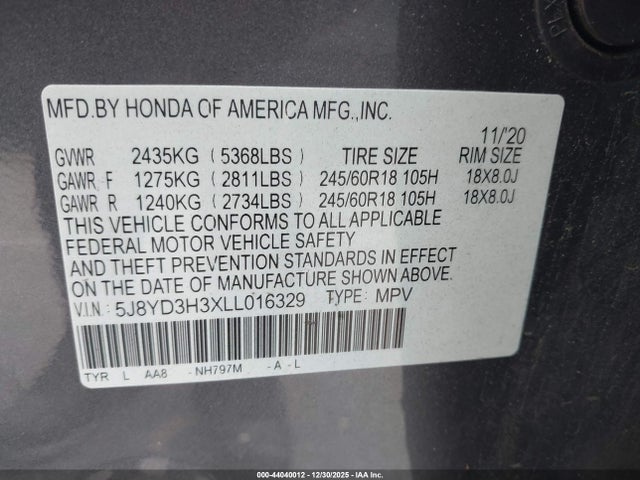 MFD.BY HONDA OF AMERICA MFG.,INC.
11/'20
GVWR 2435KG (5368LBS) TIRE SIZE RIM SIZE
GAWR F 1275KG (2811LBS) 245/60R18 105H 18X8.0J
GAWR R 1240KG (2734LBS) 245/60R18 105H 18X8.0J
THIS VEHICLE CONFORMS TO ALL APPLICABLE
FEDERAL MOTOR VEHICLE SAFETY
AND THEFT PREVENTION STANDARDS IN EFFECT
ON THE DATE OF MANUFACTURE SHOWN ABOVE.
V.I.N.: 5J8YD3H3XLL016329 TYPE: MPV
TYR L AA8 -NH797M -A-L
000-44040012 - 12/30/2025 - IAAI.com